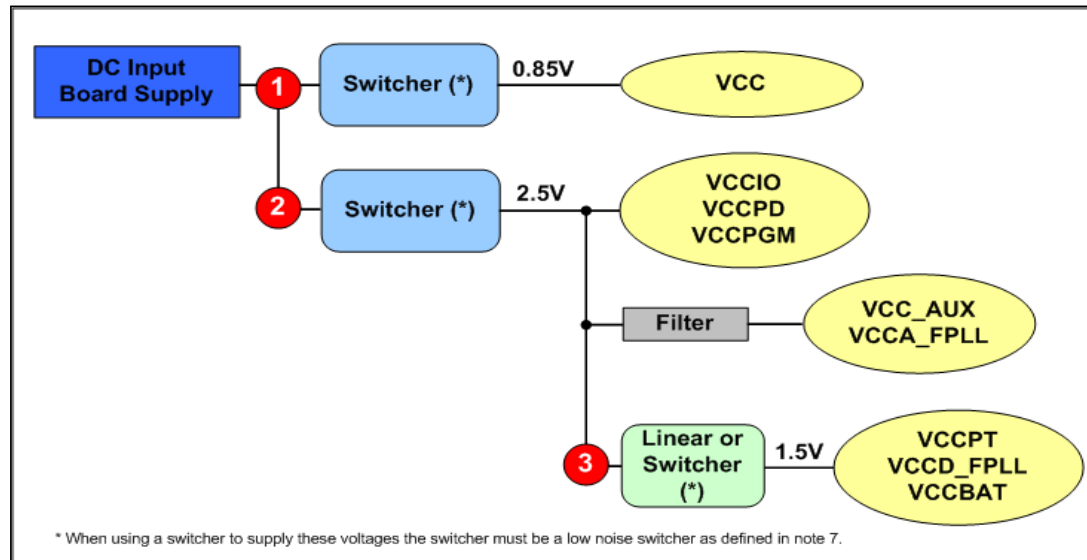 DC Input
Board Supply
1
Switcher (*)
0.85V
VCC
2
Switcher (*)
2.5V
VCCIO
VCCPD
VCCPGM
Filter
VCC_AUX
VCCA_FPLL
3
Linear or
Switcher
(*)
1.5V
VCCPT
VCCD_FPLL
VCCBAT
* When using a switcher to supply these voltages the switcher must be a low noise switcher as defined in note 7.